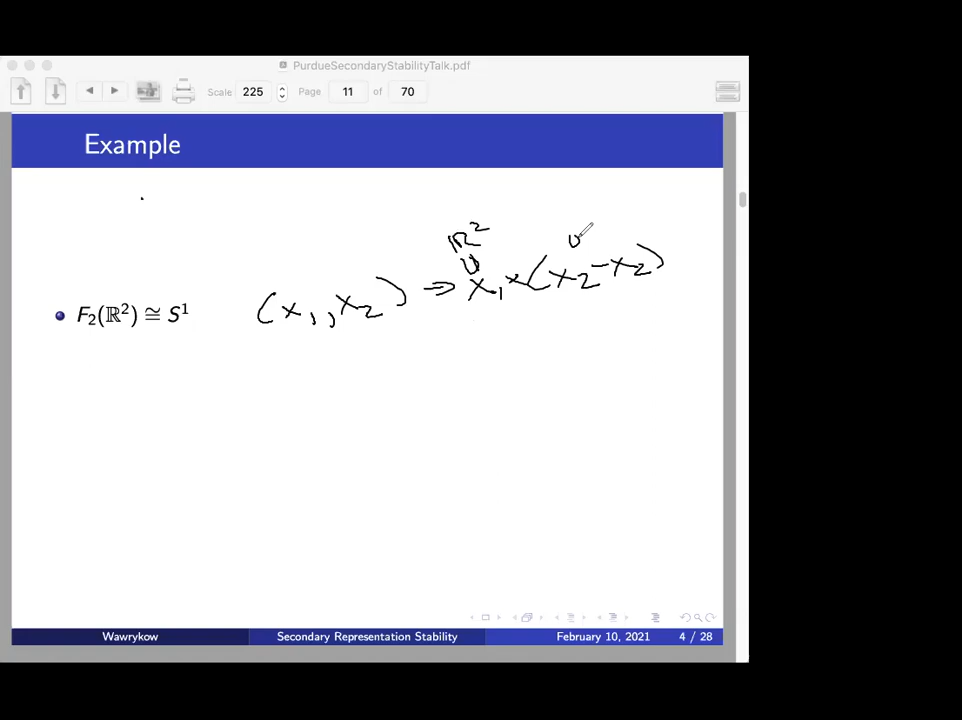 PurdueSecondaryStabilityTalk.pdf
Scale 225 Page 11 of 70
Example
ℝ²
∪ ∪
(x₁, x₂) ⇒ x₁ × (x₂ - x₂)
F₂(ℝ²) ≅ S¹
Wawrykow Secondary Representation Stability February 10, 2021 4 / 28